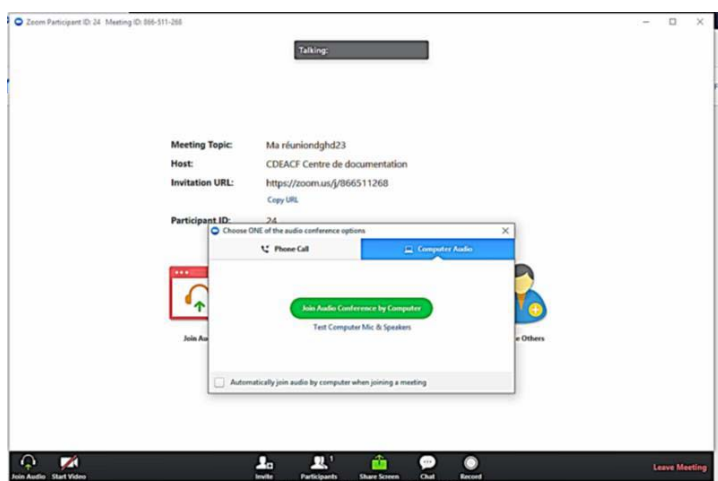 Zoom Participant ID: 24 Meeting ID: 866-511-268
Talking:
Meeting Topic: Ma réuniondghd23
Host: CDEACF Centre de documentation
Invitation URL: https://zoom.us/j/866511268
Copy URL
Participant ID: 24
Choose ONE of the audio conference options
Phone Call Computer Audio
Join Audio Conference by Computer
Test Computer Mic & Speakers
Join Au e Others
Automatically join audio by computer when joining a meeting
Join Audio Start Video Invite Participants 1 Share Screen Chat Record Leave Meeting